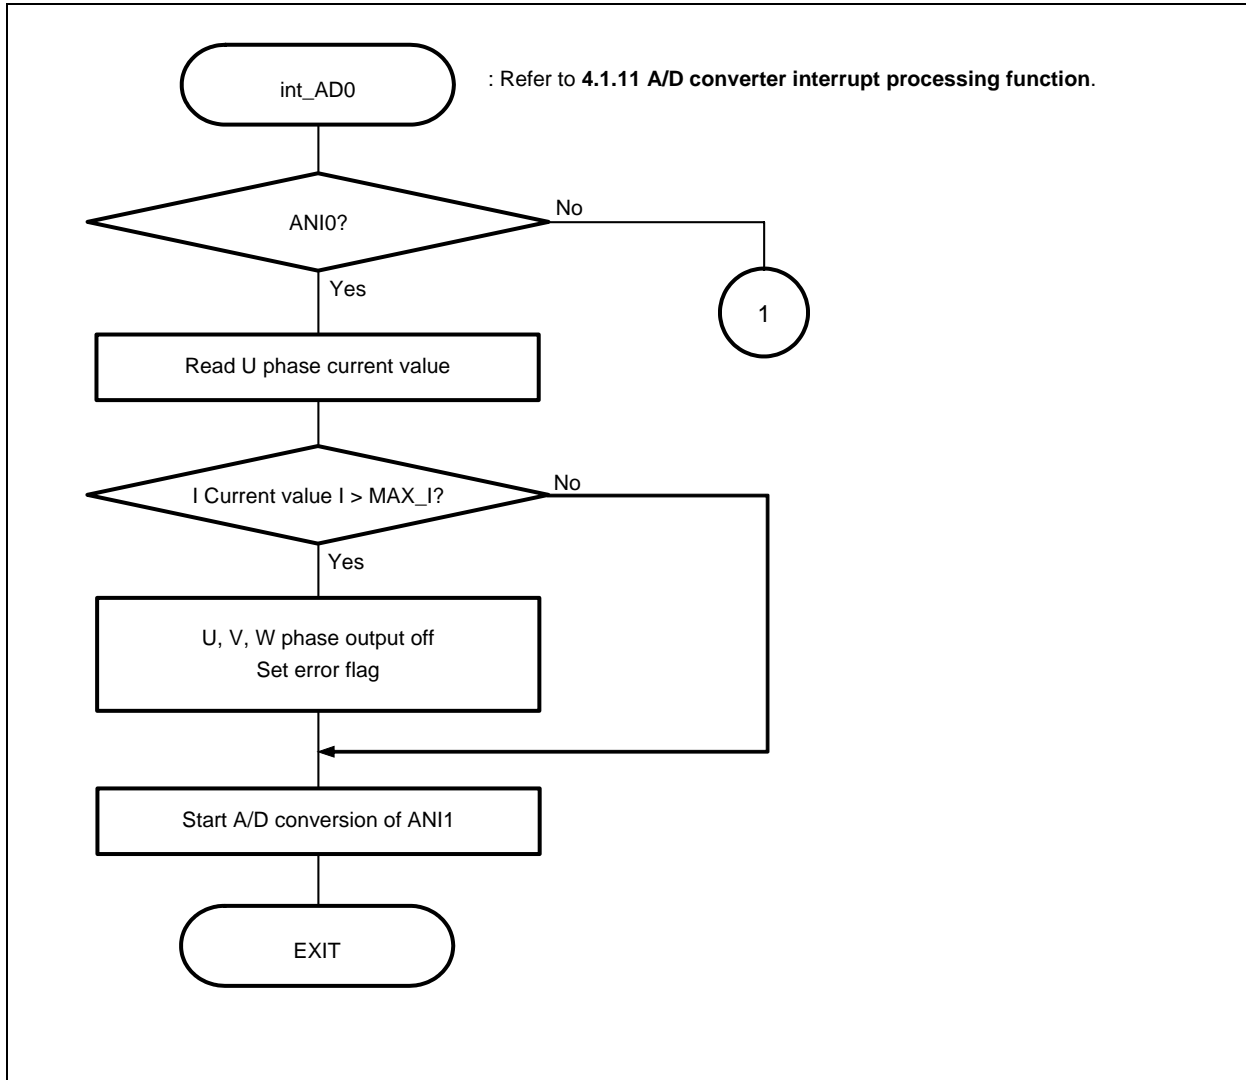 int_AD0
: Refer to 4.1.11 A/D converter interrupt processing function.
ANI0?
No
Yes
1
Read U phase current value
I Current value I > MAX_I?
No
Yes
U, V, W phase output off
Set error flag
Start A/D conversion of ANI1
EXIT